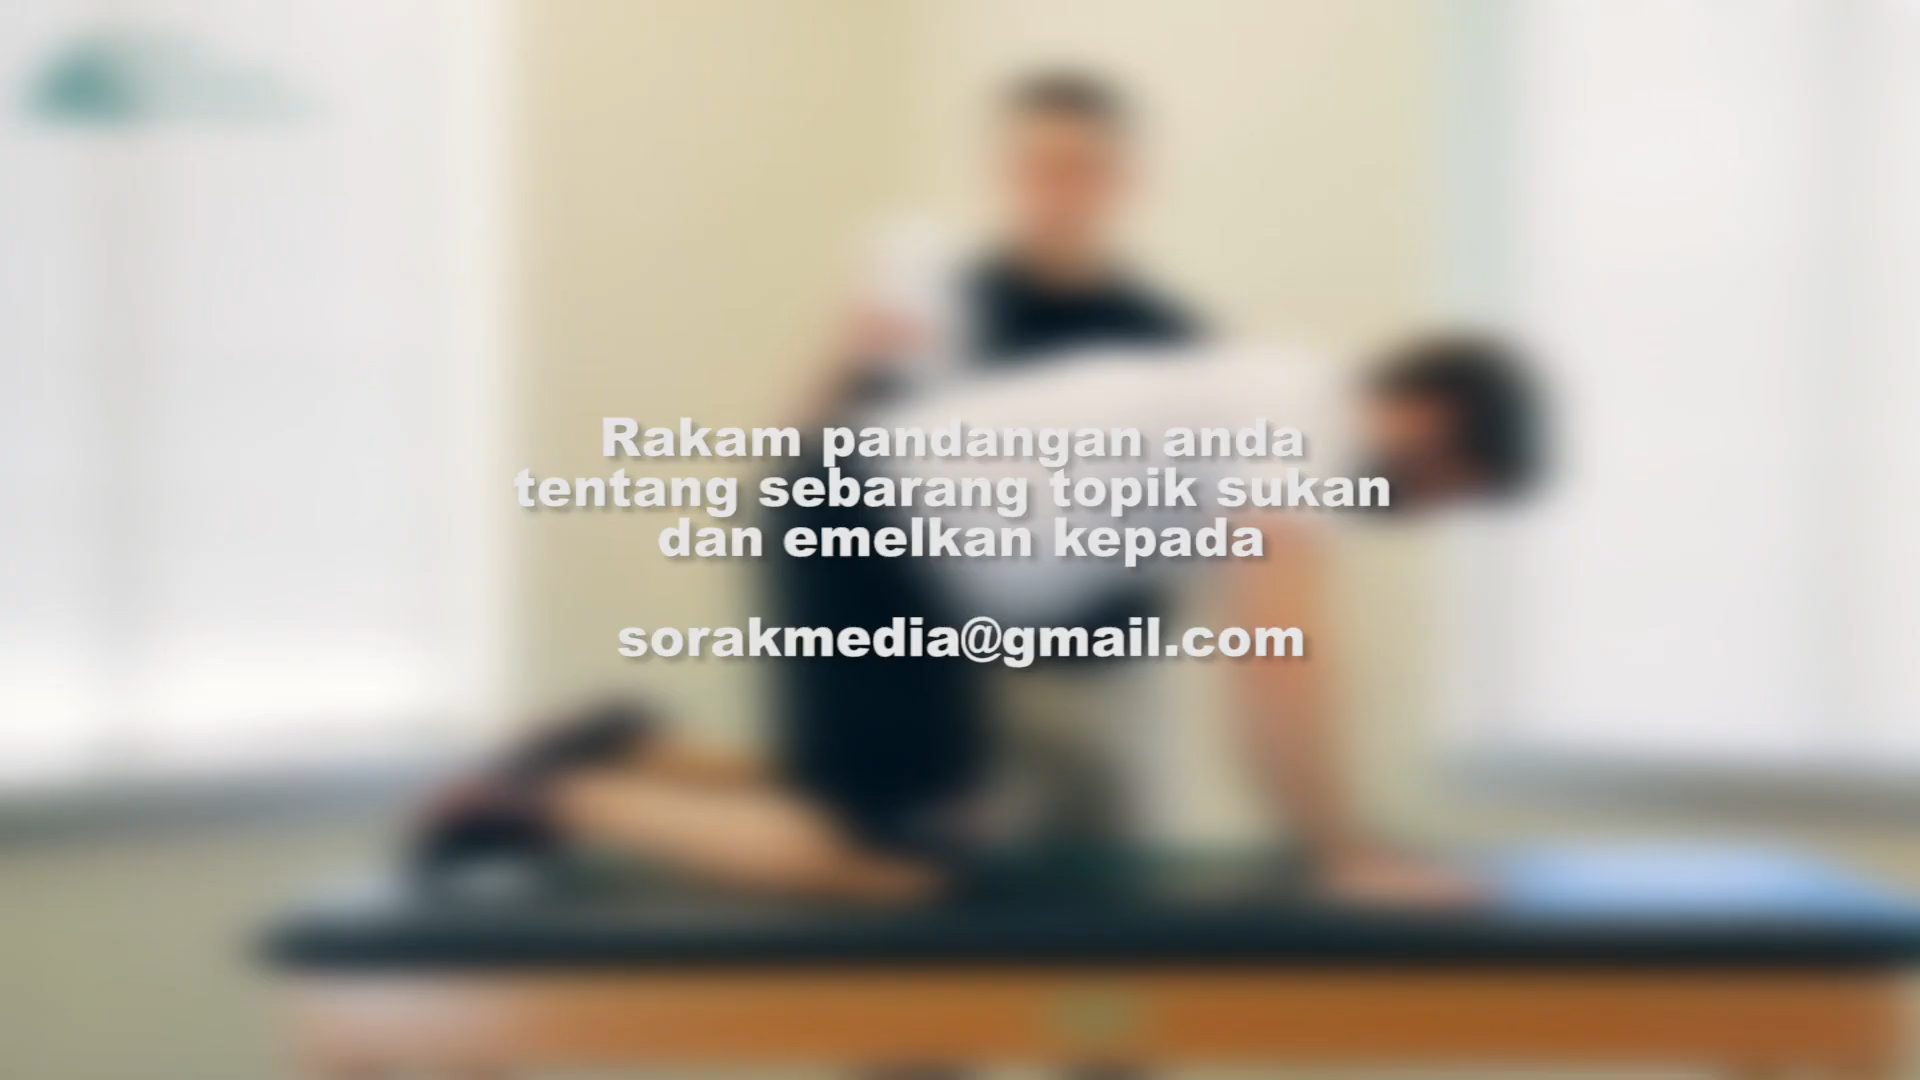 Rakam pandangan anda
tentang sebarang topik sukan
dan emelkan kepada
sorakmedia@gmail.com